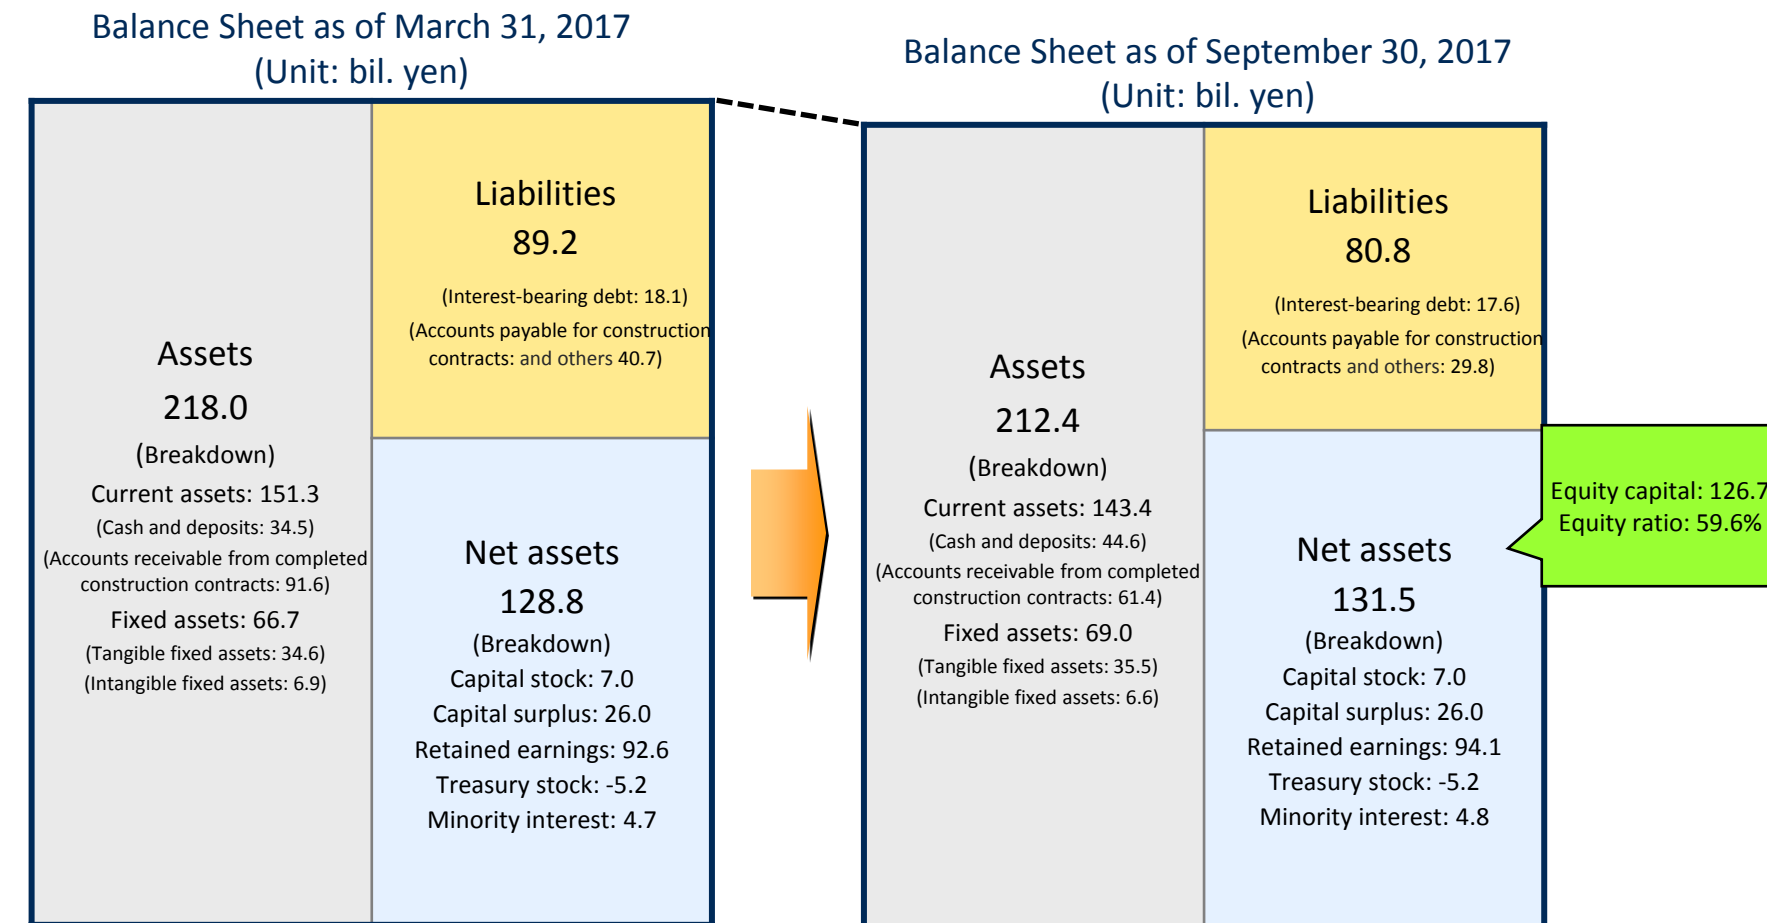 Balance Sheet as of March 31, 2017
(Unit: bil. yen)
Assets
218.0
(Breakdown)
Current assets: 151.3
(Cash and deposits: 34.5)
(Accounts receivable from completed
construction contracts: 91.6)
Fixed assets: 66.7
(Tangible fixed assets: 34.6)
(Intangible fixed assets: 6.9)
Liabilities
89.2
(Interest-bearing debt: 18.1)
(Accounts payable for construction
contracts: and others 40.7)
Net assets
128.8
(Breakdown)
Capital stock: 7.0
Capital surplus: 26.0
Retained earnings: 92.6
Treasury stock: -5.2
Minority interest: 4.7
Balance Sheet as of September 30, 2017
(Unit: bil. yen)
Assets
212.4
(Breakdown)
Current assets: 143.4
(Cash and deposits: 44.6)
(Accounts receivable from completed
construction contracts: 61.4)
Fixed assets: 69.0
(Tangible fixed assets: 35.5)
(Intangible fixed assets: 6.6)
Liabilities
80.8
(Interest-bearing debt: 17.6)
(Accounts payable for construction
contracts and others: 29.8)
Net assets
131.5
(Breakdown)
Capital stock: 7.0
Capital surplus: 26.0
Retained earnings: 94.1
Treasury stock: -5.2
Minority interest: 4.8
Equity capital: 126.7
Equity ratio: 59.6%